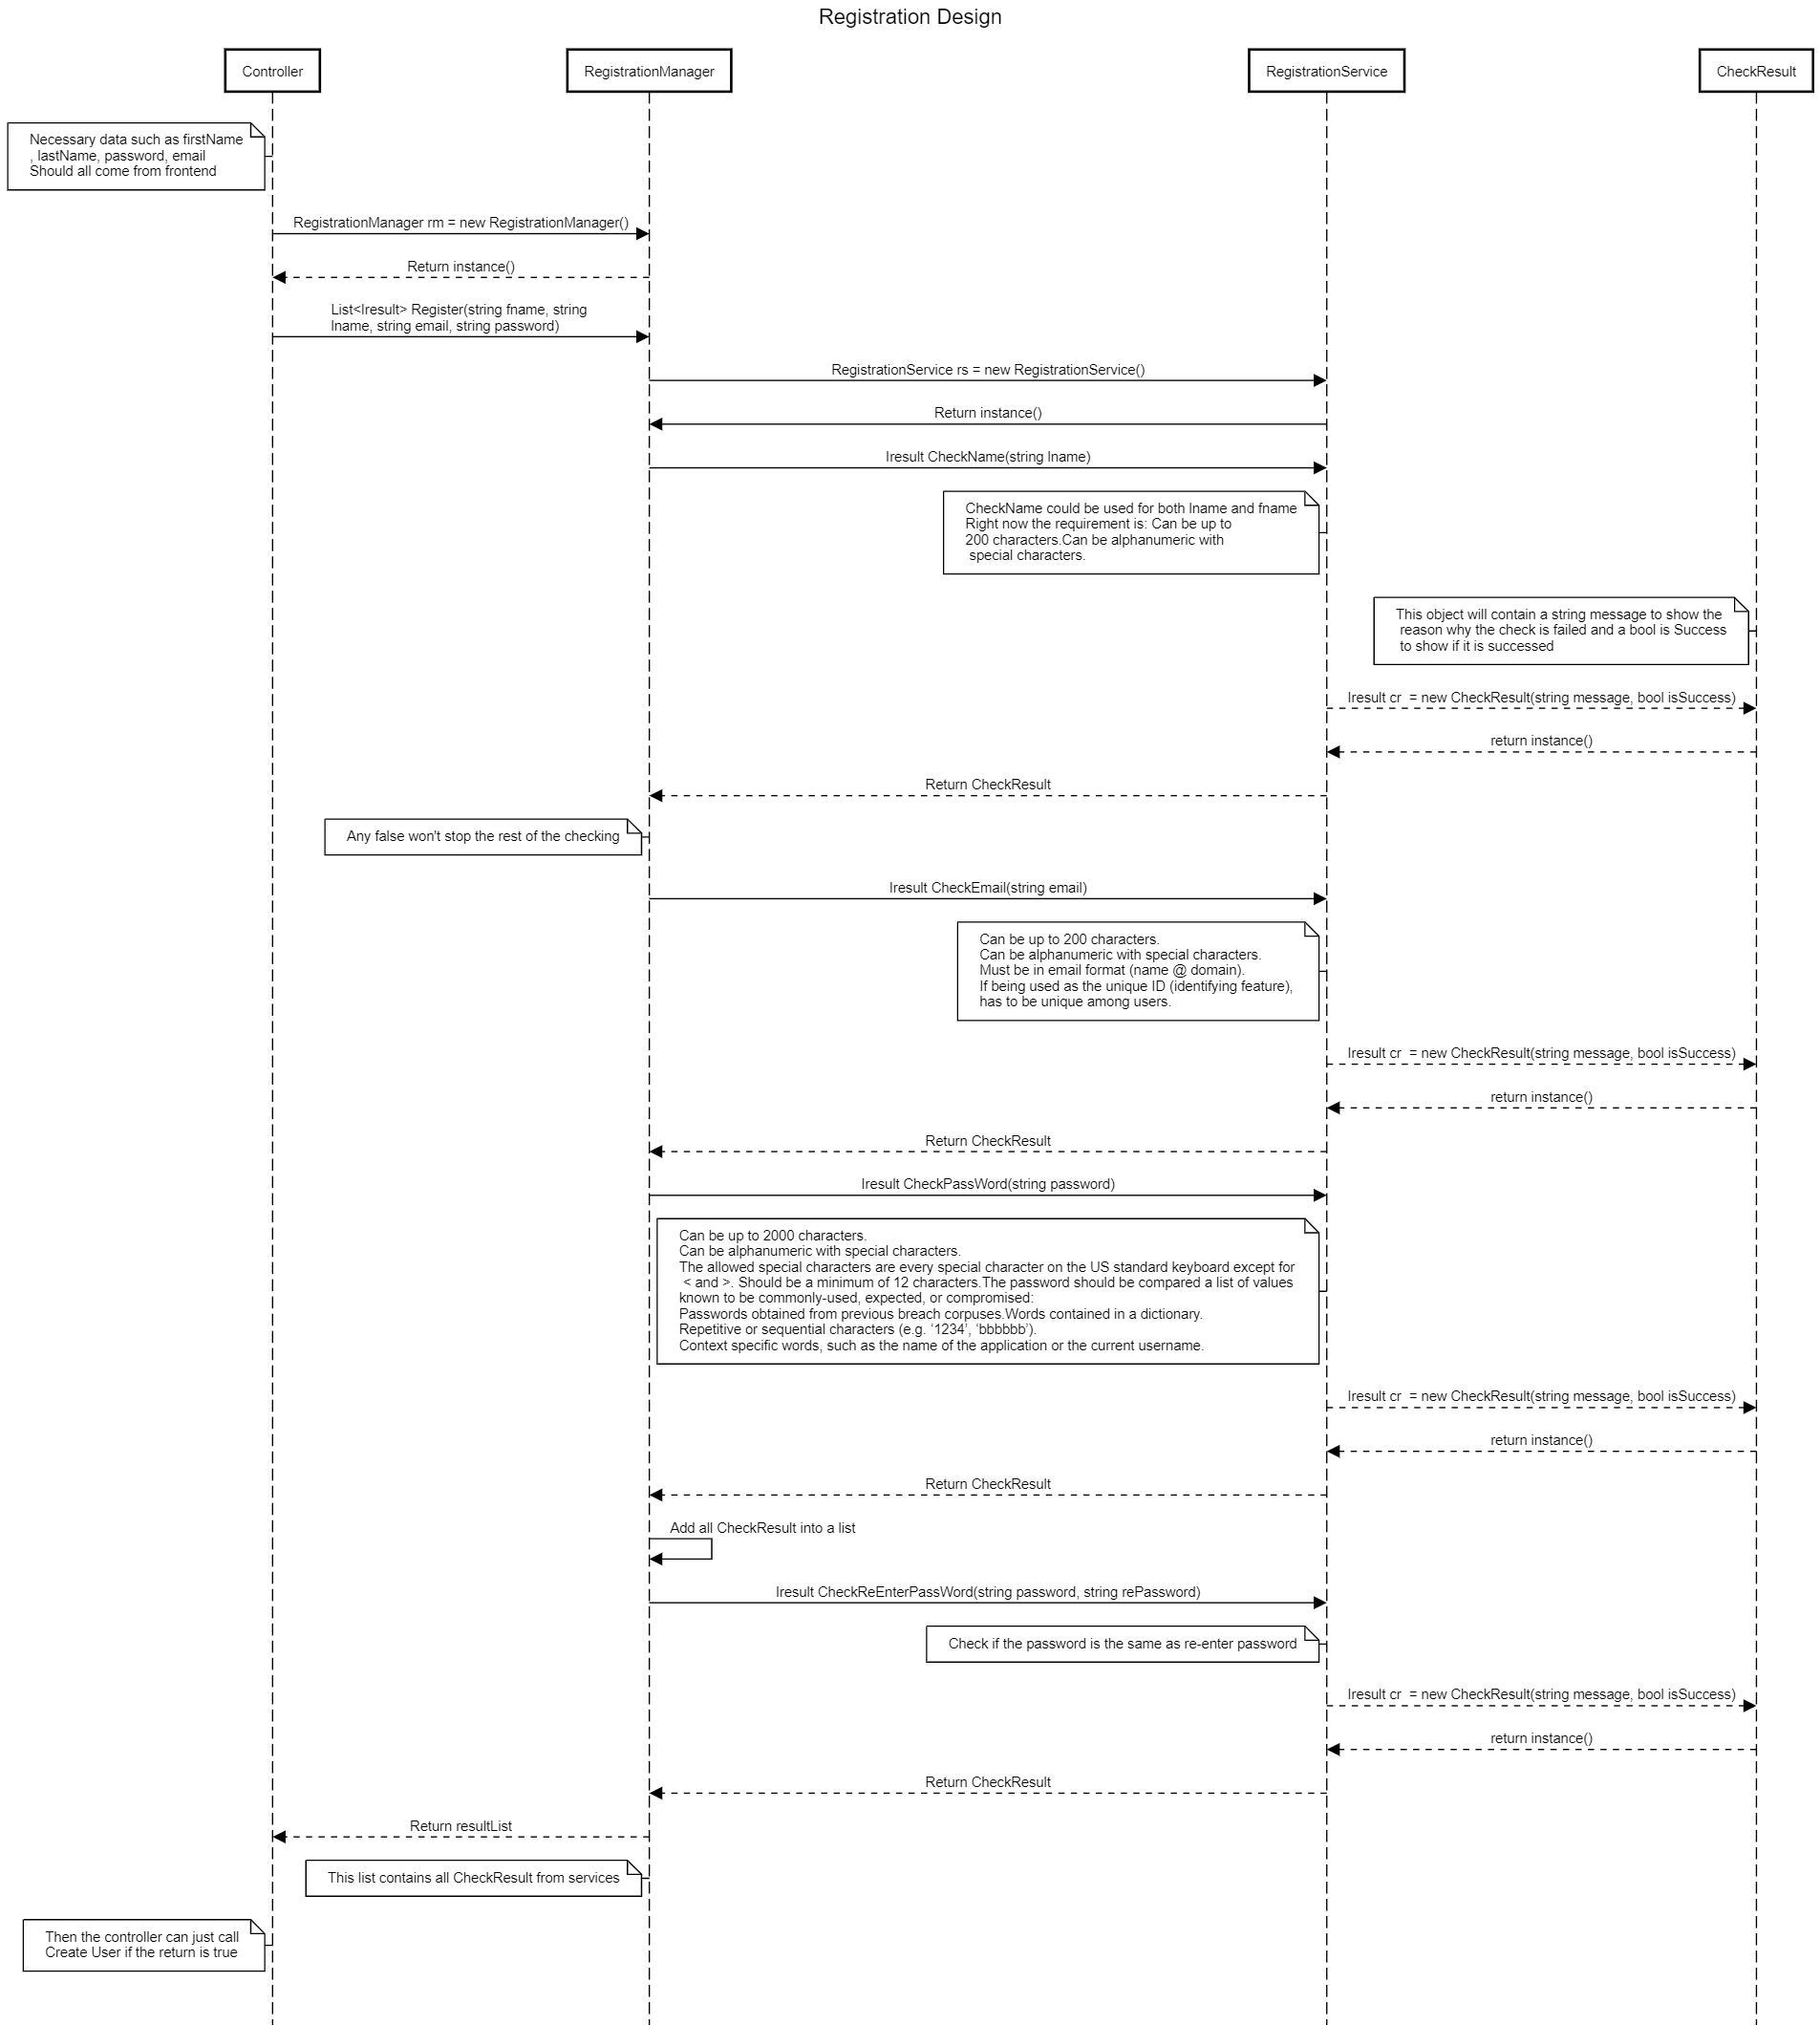 Registration Design
Controller
RegistrationManager
RegistrationService
CheckResult
Necessary data such as firstName
, lastName, password, email
Should all come from frontend
RegistrationManager rm = new RegistrationManager()
Return instance()
List<Iresult> Register(string fname, string
lname, string email, string password)
RegistrationService rs = new RegistrationService()
Return instance()
Iresult CheckName(string lname)
CheckName could be used for both lname and fname
Right now the requirement is: Can be up to
200 characters.Can be alphanumeric with
special characters.
This object will contain a string message to show the
reason why the check is failed and a bool is Success
to show if it is successed
Iresult cr  = new CheckResult(string message, bool isSuccess)
return instance()
Return CheckResult
Any false won't stop the rest of the checking
Iresult CheckEmail(string email)
Can be up to 200 characters.
Can be alphanumeric with special characters.
Must be in email format (name @ domain).
If being used as the unique ID (identifying feature),
has to be unique among users.
Iresult cr  = new CheckResult(string message, bool isSuccess)
return instance()
Return CheckResult
Iresult CheckPassWord(string password)
Can be up to 2000 characters.
Can be alphanumeric with special characters.
The allowed special characters are every special character on the US standard keyboard except for
< and >. Should be a minimum of 12 characters.The password should be compared a list of values
known to be commonly-used, expected, or compromised:
Passwords obtained from previous breach corpuses.Words contained in a dictionary.
Repetitive or sequential characters (e.g. ‘1234’, ‘bbbbbb’).
Context specific words, such as the name of the application or the current username.
Iresult cr  = new CheckResult(string message, bool isSuccess)
return instance()
Return CheckResult
Add all CheckResult into a list
Iresult CheckReEnterPassWord(string password, string rePassword)
Check if the password is the same as re-enter password
Iresult cr  = new CheckResult(string message, bool isSuccess)
return instance()
Return CheckResult
Return resultList
This list contains all CheckResult from services
Then the controller can just call
Create User if the return is true